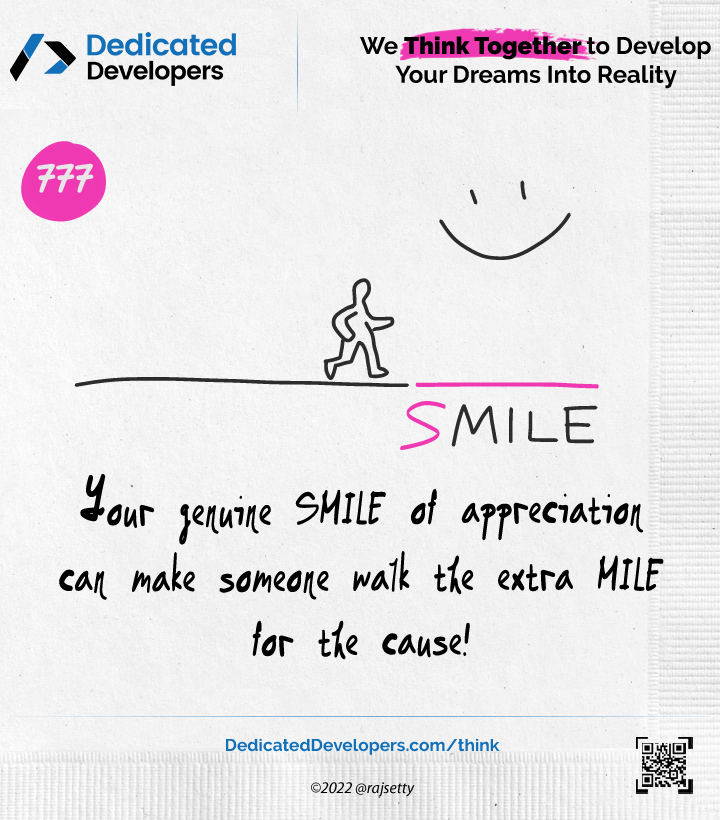 Dedicated
Developers
We Think Together to Develop
Your Dreams Into Reality
777
SMILE
Your genuine SMILE of appreciation
can make someone walk the extra MILE
for the cause!
DedicatedDevelopers.com/think
©2022 @rajsetty